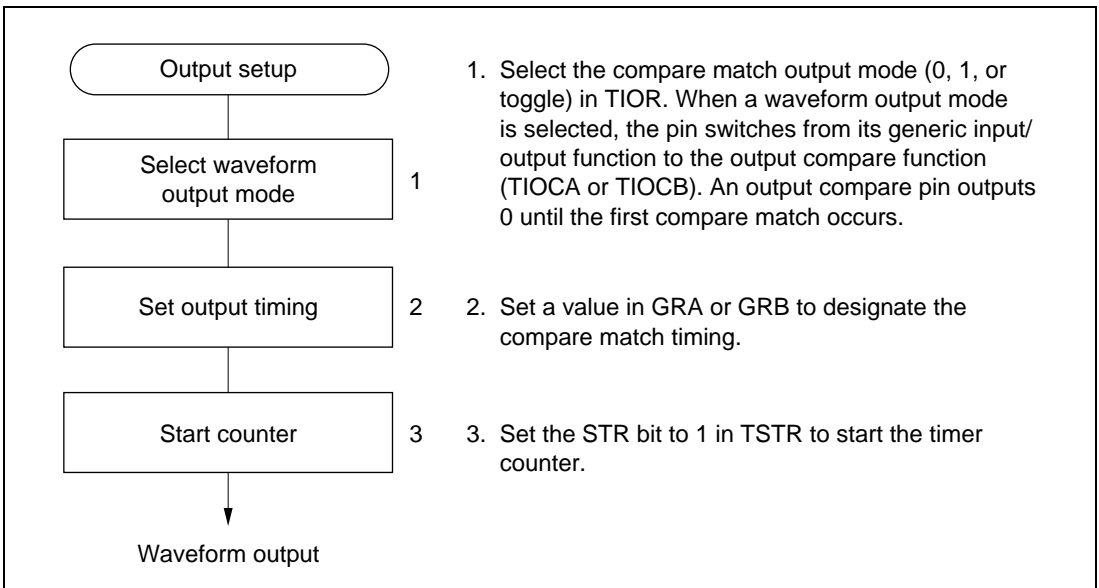 Output setup
Select waveform
output mode
1
Set output timing
2
Start counter
3
Waveform output
1. Select the compare match output mode (0, 1, or
toggle) in TIOR. When a waveform output mode
is selected, the pin switches from its generic input/
output function to the output compare function
(TIOCA or TIOCB). An output compare pin outputs
0 until the first compare match occurs.
2. Set a value in GRA or GRB to designate the
compare match timing.
3. Set the STR bit to 1 in TSTR to start the timer
counter.